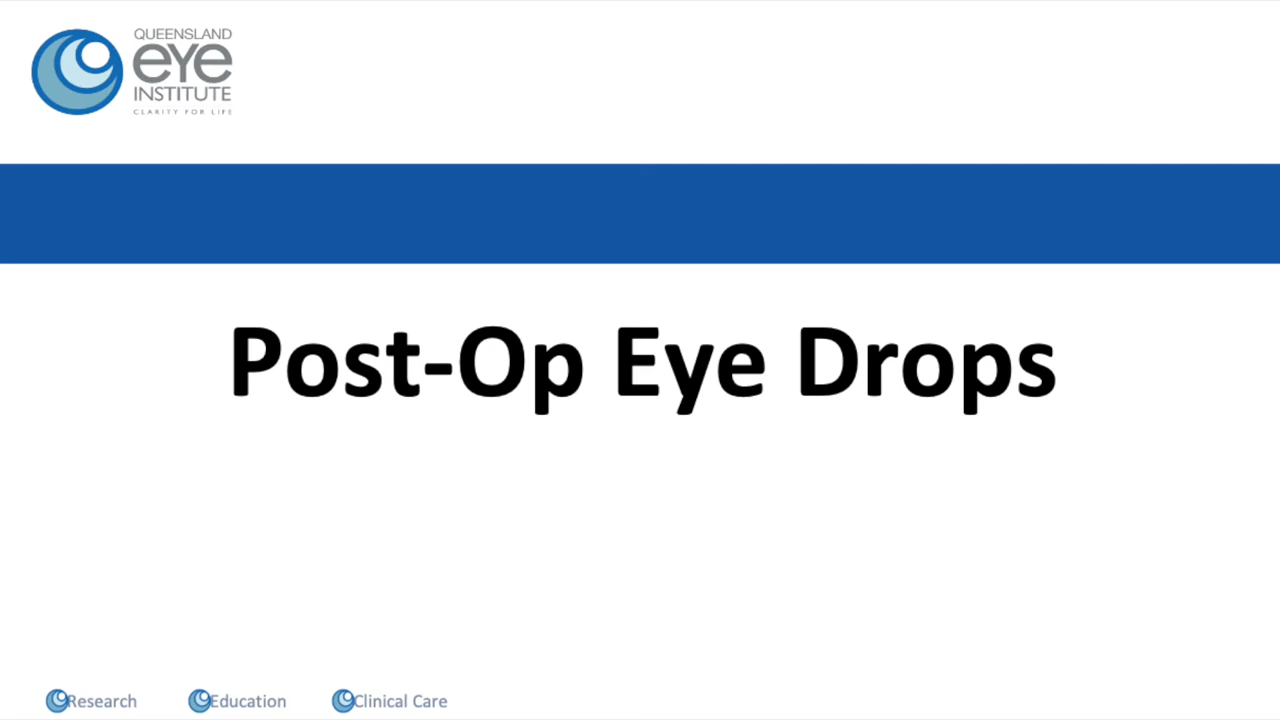 QUEENSLAND
eye
INSTITUTE
CLARITY FOR LIFE
Post-Op Eye Drops
Research Education Clinical Care